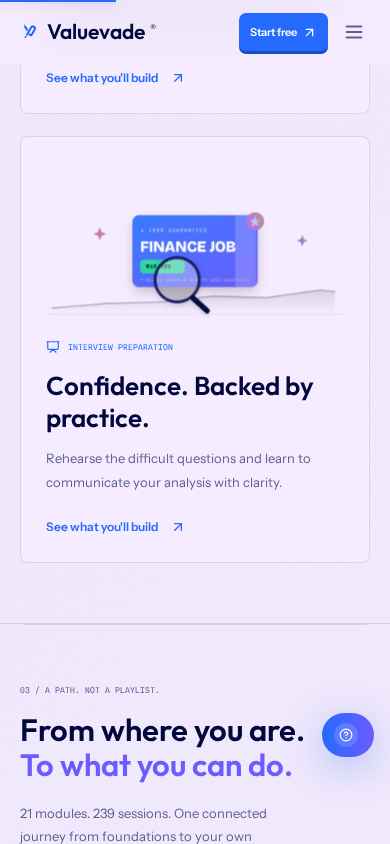 Valuevade ®
Start free
See what you'll build
FINANCE JOB
INTERVIEW PREPARATION
Confidence. Backed by
practice.
Rehearse the difficult questions and learn to
communicate your analysis with clarity.
See what you'll build
03 / A PATH. NOT A PLAYLIST.
From where you are.
To what you can do.
21 modules. 239 sessions. One connected
journey from foundations to your own